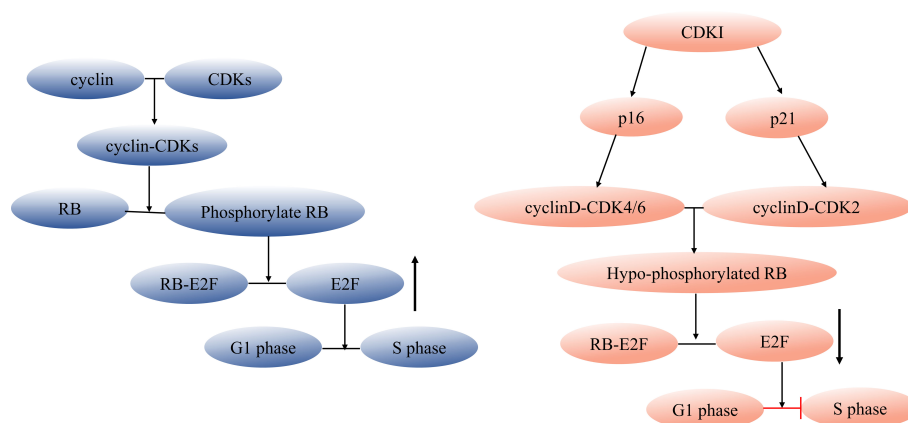 cyclin
CDKs
cyclin-CDKs
RB
Phosphorylate RB
RB-E2F
E2F
G1 phase
S phase
CDKI
p16
p21
cyclinD-CDK4/6
cyclinD-CDK2
Hypo-phosphorylated RB
RB-E2F
E2F
G1 phase
S phase